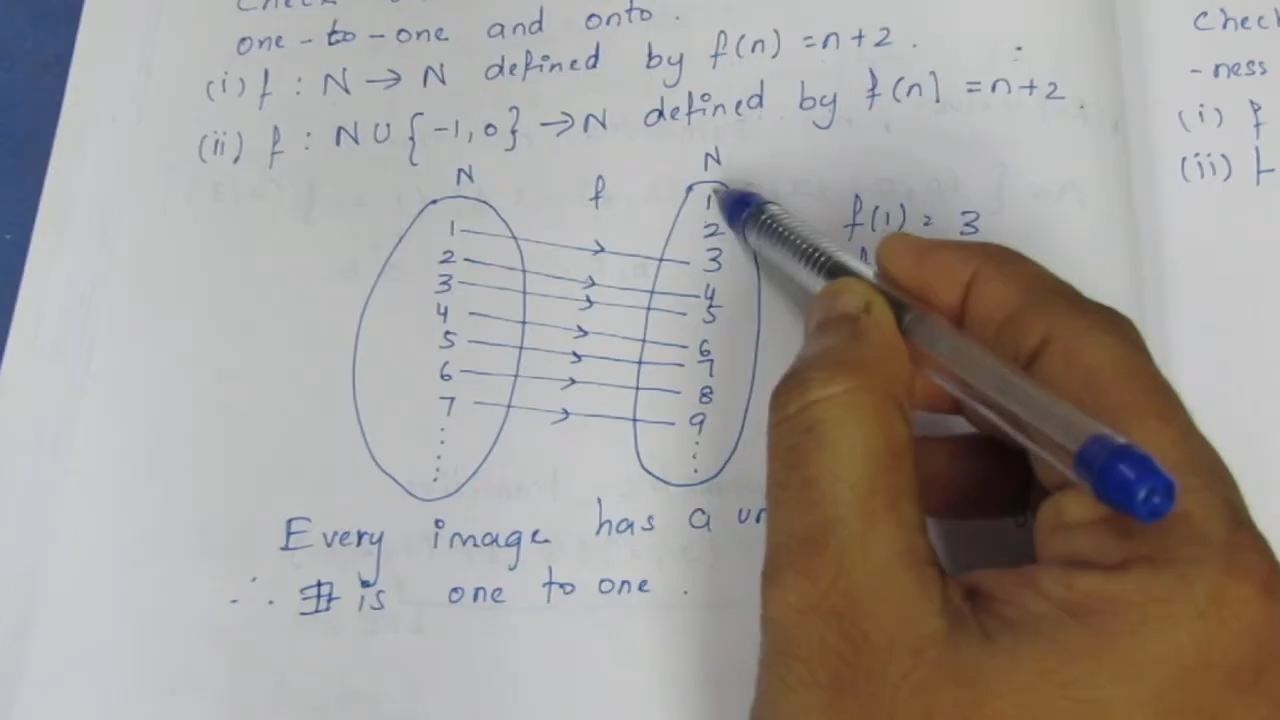 Check
one-to-one and onto.
(i) f : N → N defined by f(n) = n+2.
(ii) f : N ∪ {-1, 0} → N defined by f(n) = n+2.
N f N
1 1
2 2
3 3
4 4
5 5
6 6
7 7
8
9
f(1) = 3
Every image has a
∴ is one to one.
Check
-ness
(i) f
(ii)